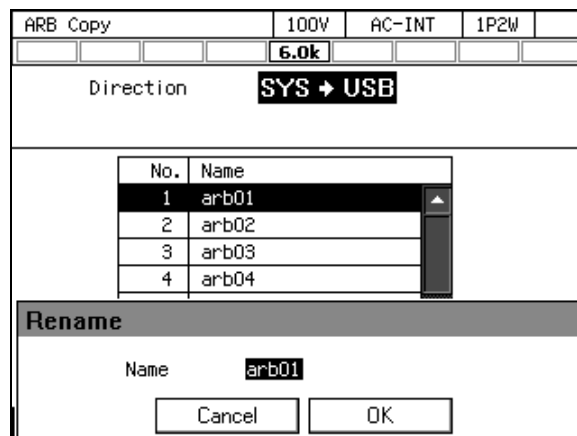 ARB Copy 100V AC-INT 1P2W
6.0k
Direction SYS → USB
No. Name
1 arb01
2 arb02
3 arb03
4 arb04
Rename
Name arb01
Cancel OK